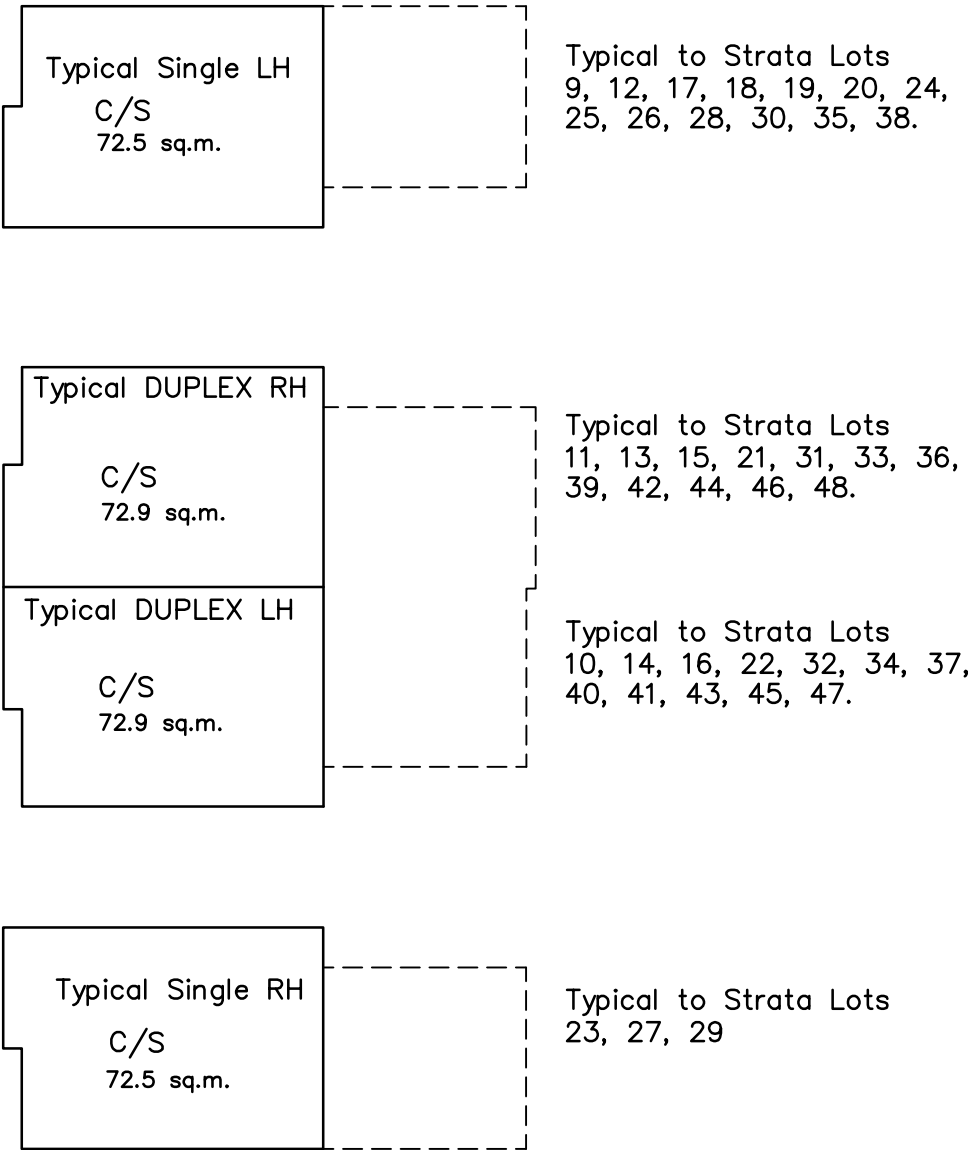 Typical Single LH
C/S
72.5 sq.m.
Typical to Strata Lots
9, 12, 17, 18, 19, 20, 24,
25, 26, 28, 30, 35, 38.
Typical DUPLEX RH
C/S
72.9 sq.m.
Typical to Strata Lots
11, 13, 15, 21, 31, 33, 36,
39, 42, 44, 46, 48.
Typical DUPLEX LH
C/S
72.9 sq.m.
Typical to Strata Lots
10, 14, 16, 22, 32, 34, 37,
40, 41, 43, 45, 47.
Typical Single RH
C/S
72.5 sq.m.
Typical to Strata Lots
23, 27, 29